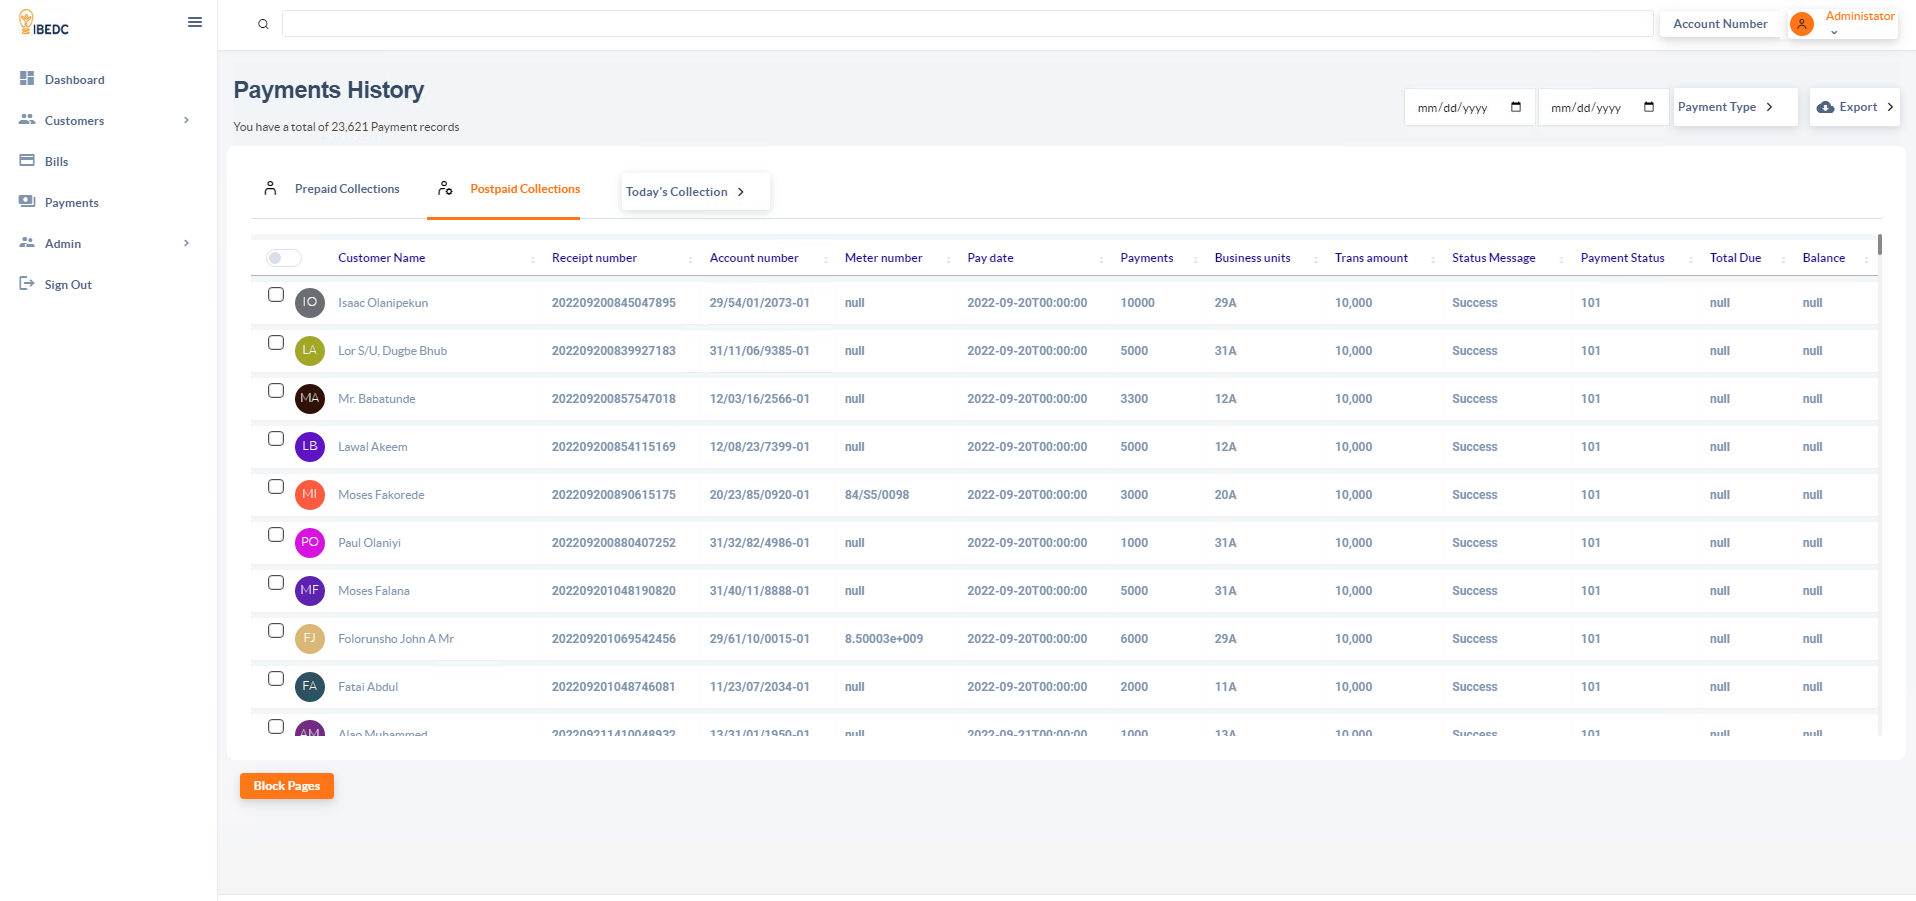 IBEDC
Account Number
Administator
Dashboard
Customers
Bills
Payments
Admin
Sign Out
Payments History
You have a total of 23,621 Payment records
mm/dd/yyyy
mm/dd/yyyy
Payment Type
Export
Prepaid Collections
Postpaid Collections
Today's Collection
Customer Name Receipt number Account number Meter number Pay date Payments Business units Trans amount Status Message Payment Status Total Due Balance
IO Isaac Olanipekun 202209200845047895 29/54/01/2073-01 null 2022-09-20T00:00:00 10000 29A 10,000 Success 101 null null
LA Lor S/U, Dugbe Bhub 202209200839927183 31/11/06/9385-01 null 2022-09-20T00:00:00 5000 31A 10,000 Success 101 null null
MA Mr. Babatunde 202209200857547018 12/03/16/2566-01 null 2022-09-20T00:00:00 3300 12A 10,000 Success 101 null null
LB Lawal Akeem 202209200854115169 12/08/23/7399-01 null 2022-09-20T00:00:00 5000 12A 10,000 Success 101 null null
MI Moses Fakorede 202209200890615175 20/23/85/0920-01 84/S5/0098 2022-09-20T00:00:00 3000 20A 10,000 Success 101 null null
PO Paul Olaniyi 202209200880407252 31/32/82/4986-01 null 2022-09-20T00:00:00 1000 31A 10,000 Success 101 null null
MF Moses Falana 202209201048190820 31/40/11/8888-01 null 2022-09-20T00:00:00 5000 31A 10,000 Success 101 null null
FJ Folorunsho John A Mr 202209201069542456 29/61/10/0015-01 8.50003e+009 2022-09-20T00:00:00 6000 29A 10,000 Success 101 null null
FA Fatai Abdul 202209201048746081 11/23/07/2034-01 null 2022-09-20T00:00:00 2000 11A 10,000 Success 101 null null
AM Alao Muhammed 202209211410048932 13/31/01/1950-01 null 2022-09-21T00:00:00 1000 13A 10,000 Success 101 null null
Block Pages